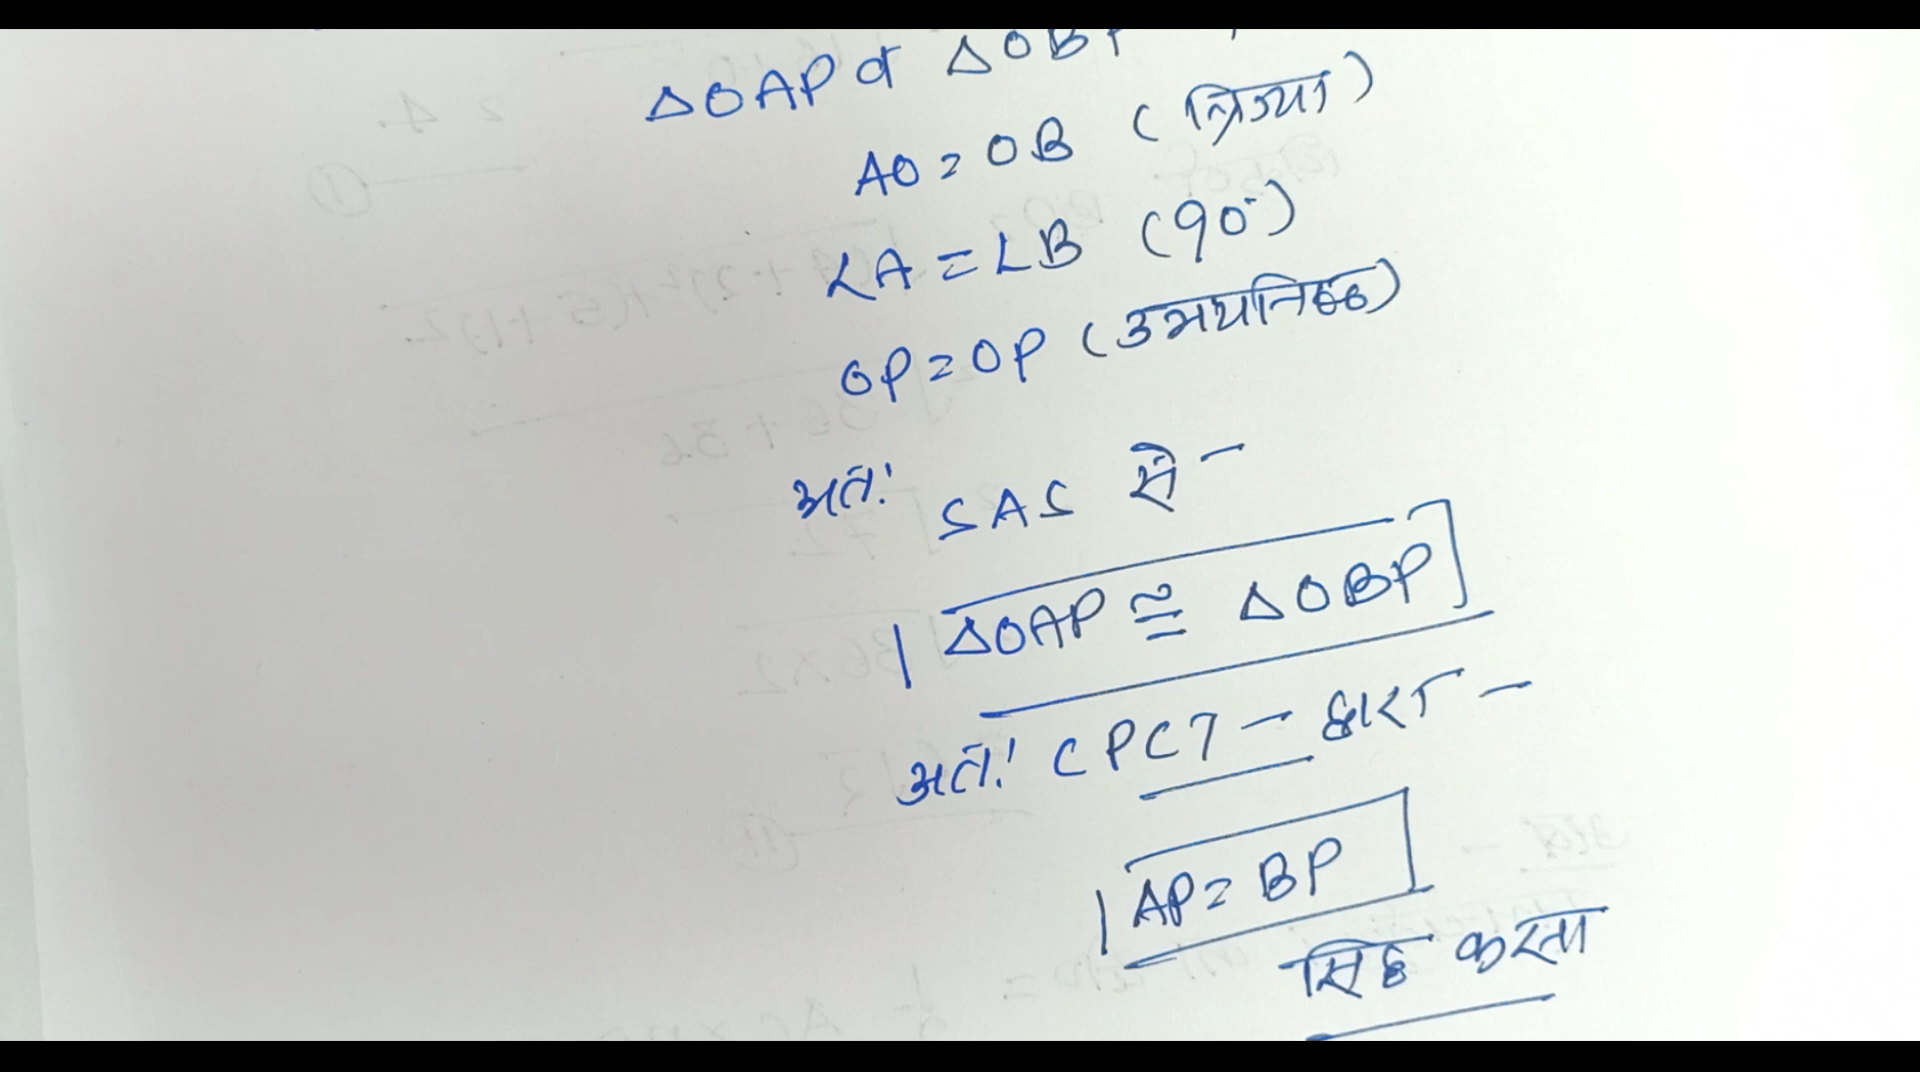 △OAP व △OBP
AO = OB (त्रिज्या)
∠A = ∠B (90°)
OP = OP (उभयनिष्ठ)
अतः SAS से -
△OAP ≅ △OBP
अतः CPCT - द्वारा -
AP = BP
सिद्ध करना